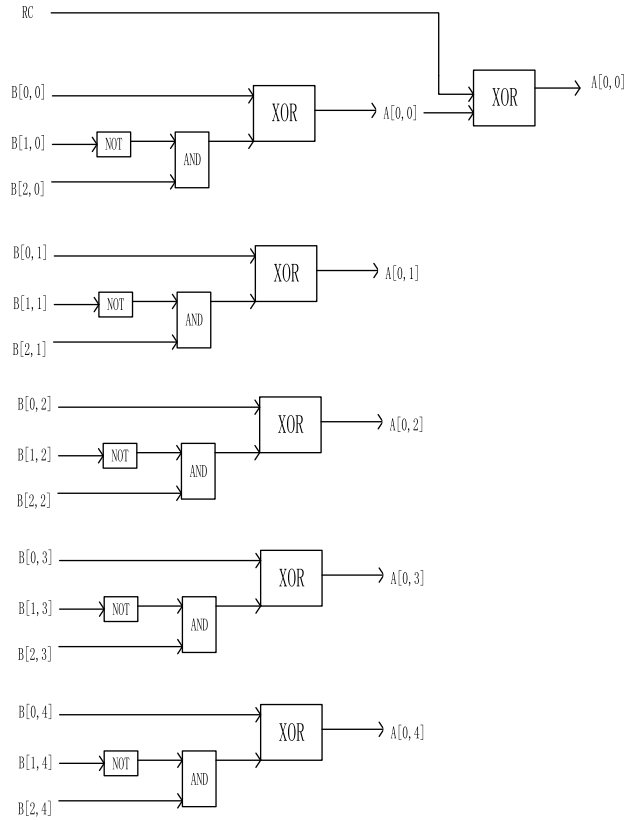 RC
XOR
A[0,0]
B[0,0]
XOR
A[0,0]
B[1,0]
NOT
AND
B[2,0]
B[0,1]
XOR
A[0,1]
B[1,1]
NOT
AND
B[2,1]
B[0,2]
XOR
A[0,2]
B[1,2]
NOT
AND
B[2,2]
B[0,3]
XOR
A[0,3]
B[1,3]
NOT
AND
B[2,3]
B[0,4]
XOR
A[0,4]
B[1,4]
NOT
AND
B[2,4]